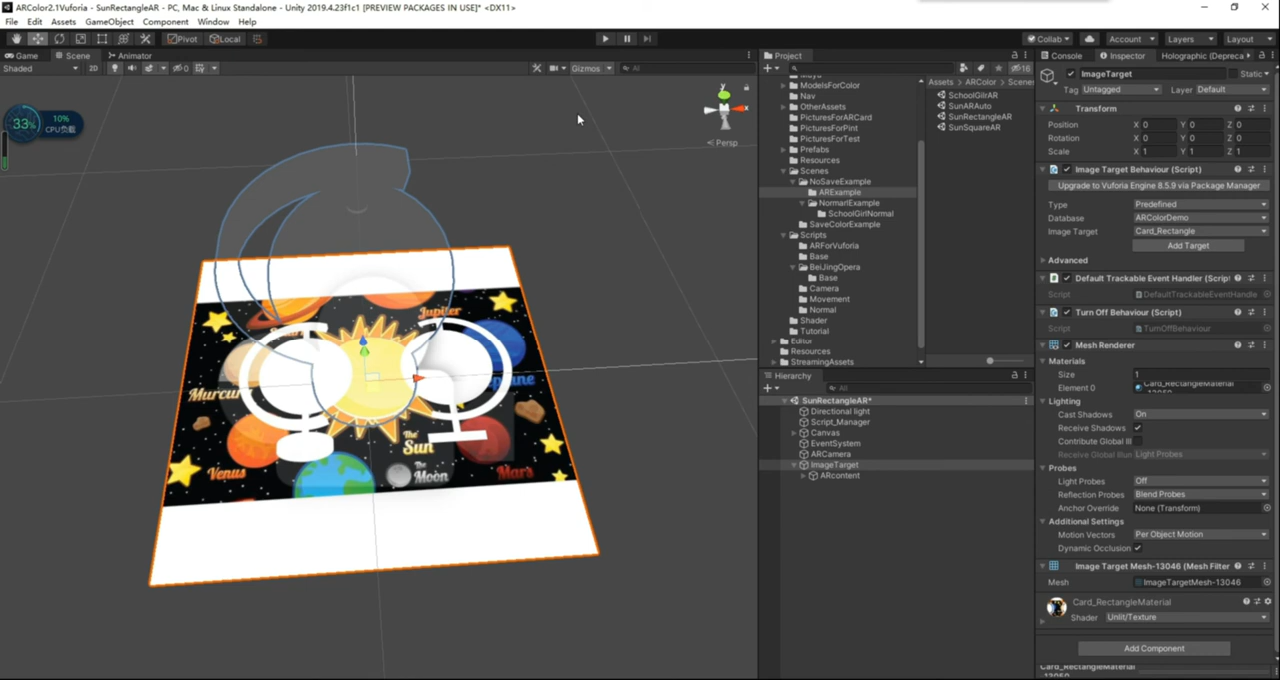 ARColor2.1Vuforia - SunRectangleAR - PC, Mac & Linux Standalone - Unity 2019.4.23f1c1 [PREVIEW PACKAGES IN USE]* <DX11>
File Edit Assets GameObject Component Window Help
Pivot Local Collab Account Layers Layout
Game Scene Animator
Shaded 2D 0 Gizmos All
33% 10%
CPU负载
y
x
< Persp
Jupiter
Mercur
Venus
The
Sun
The
Moon
Mars
Project
16
ModelsForColor
Nav
OtherAssets
PicturesForARCard
PicturesForPint
PicturesForTest
Prefabs
Resources
Scenes
NoSaveExample
ARExample
NormarlExample
SchoolGirlNormal
SaveColorExample
Scripts
ARForVuforia
Base
BeiJingOpera
Base
Camera
Movement
Normal
Shader
Tutorial
Editor
Resources
StreamingAssets
Assets > ARColor > Scenes
SchoolGilrAR
SunARAuto
SunRectangleAR
SunSquareAR
Hierarchy
All
SunRectangleAR*
Directional light
Script_Manager
Canvas
EventSystem
ARCamera
ImageTarget
ARcontent
Console Inspector Holographic (Depreca
ImageTarget Static
Tag Untagged Layer Default
Transform
Position X 0 Y 0 Z 0
Rotation X 0 Y 0 Z 0
Scale X 1 Y 1 Z 1
Image Target Behaviour (Script)
Upgrade to Vuforia Engine 8.5.9 via Package Manager
Type Predefined
Database ARColorDemo
Image Target Card_Rectangle
Add Target
Advanced
Default Trackable Event Handler (Script
Script DefaultTrackableEventHandle
Turn Off Behaviour (Script)
Script TurnOffBehaviour
Mesh Renderer
Materials
Size 1
Element 0 Card_RectangleMaterial
Lighting
Cast Shadows On
Receive Shadows
Contribute Global Ill
Receive Global Illun Light Probes
Probes
Light Probes Off
Reflection Probes Blend Probes
Anchor Override None (Transform)
Additional Settings
Motion Vectors Per Object Motion
Dynamic Occlusion
Image Target Mesh-13046 (Mesh Filter
Mesh ImageTargetMesh-13046
Card_RectangleMaterial
Shader Unlit/Texture
Add Component
Card_RectangleMaterial